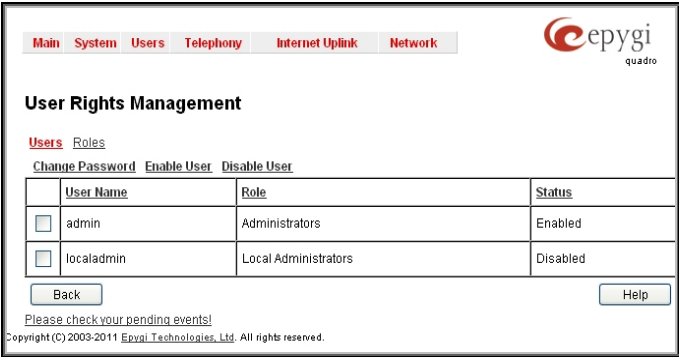 Main System Users Telephony Internet Uplink Network
epygi
quadro
User Rights Management
Users Roles
Change Password Enable User Disable User
User Name Role Status
admin Administrators Enabled
localadmin Local Administrators Disabled
Back Help
Please check your pending events!
Copyright (C) 2003-2011 Epygi Technologies, Ltd. All rights reserved.